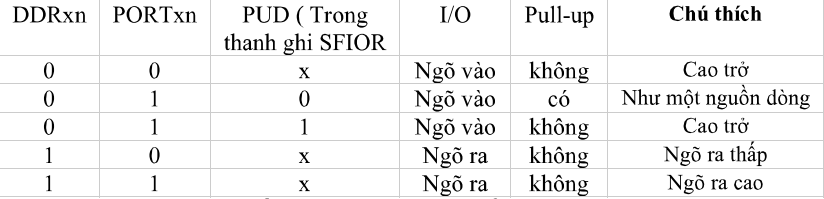 DDRxn PORTxn PUD ( Trong thanh ghi SFIOR I/O Pull-up Chú thích
0 0 x Ngõ vào không Cao trở
0 1 0 Ngõ vào có Như một nguồn dòng
0 1 1 Ngõ vào không Cao trở
1 0 x Ngõ ra không Ngõ ra thấp
1 1 x Ngõ ra không Ngõ ra cao